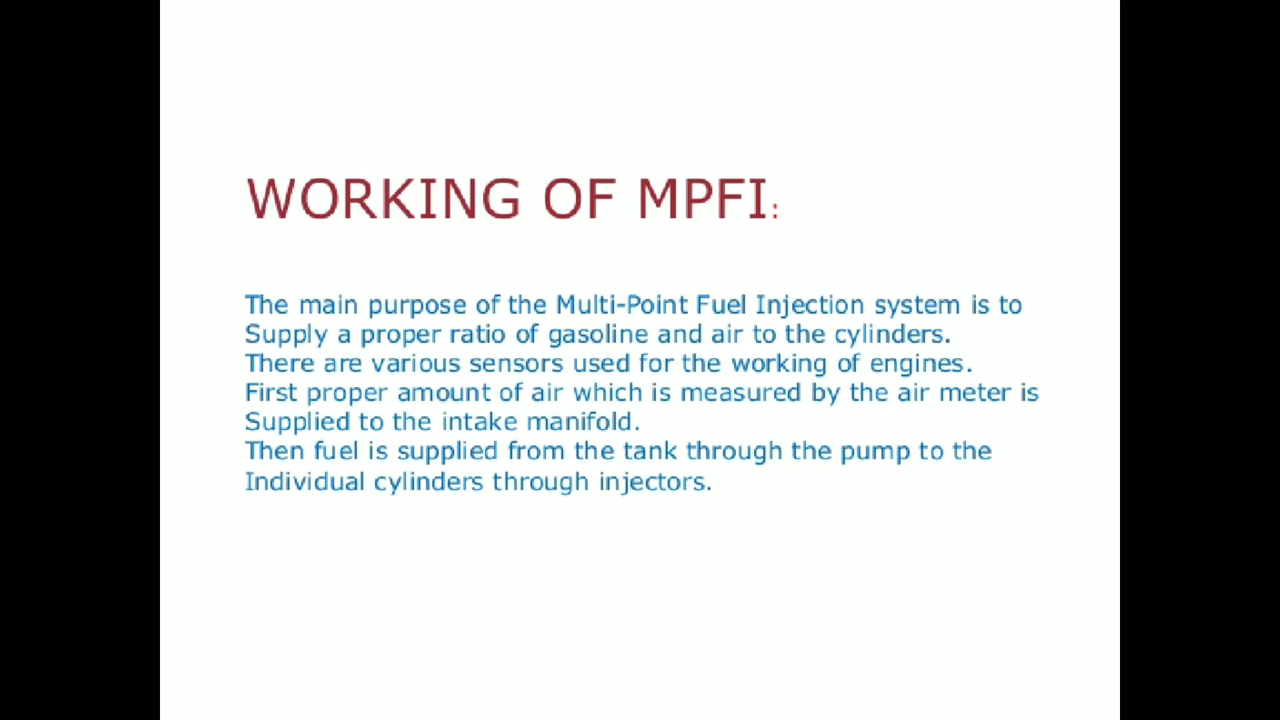 WORKING OF MPFI:
The main purpose of the Multi-Point Fuel Injection system is to
Supply a proper ratio of gasoline and air to the cylinders.
There are various sensors used for the working of engines.
First proper amount of air which is measured by the air meter is
Supplied to the intake manifold.
Then fuel is supplied from the tank through the pump to the
Individual cylinders through injectors.